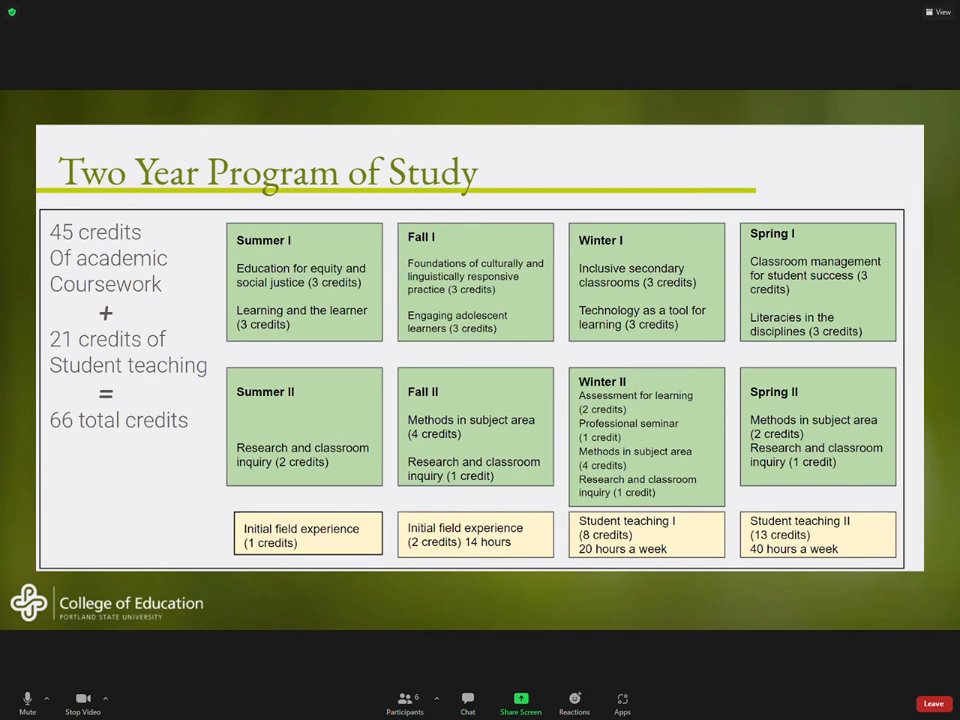 View
Two Year Program of Study
45 credits
Of academic
Coursework
+
21 credits of
Student teaching
=
66 total credits
Summer I
Education for equity and
social justice (3 credits)
Learning and the learner
(3 credits)
Fall I
Foundations of culturally and
linguistically responsive
practice (3 credits)
Engaging adolescent
learners (3 credits)
Winter I
Inclusive secondary
classrooms (3 credits)
Technology as a tool for
learning (3 credits)
Spring I
Classroom management
for student success (3
credits)
Literacies in the
disciplines (3 credits)
Summer II
Research and classroom
inquiry (2 credits)
Fall II
Methods in subject area
(4 credits)
Research and classroom
inquiry (1 credit)
Winter II
Assessment for learning
(2 credits)
Professional seminar
(1 credit)
Methods in subject area
(4 credits)
Research and classroom
inquiry (1 credit)
Spring II
Methods in subject area
(2 credits)
Research and classroom
inquiry (1 credit)
Initial field experience
(1 credits)
Initial field experience
(2 credits) 14 hours
Student teaching I
(8 credits)
20 hours a week
Student teaching II
(13 credits)
40 hours a week
College of Education
PORTLAND STATE UNIVERSITY
Mute
Stop Video
6
Participants
Chat
Share Screen
Reactions
Apps
Leave